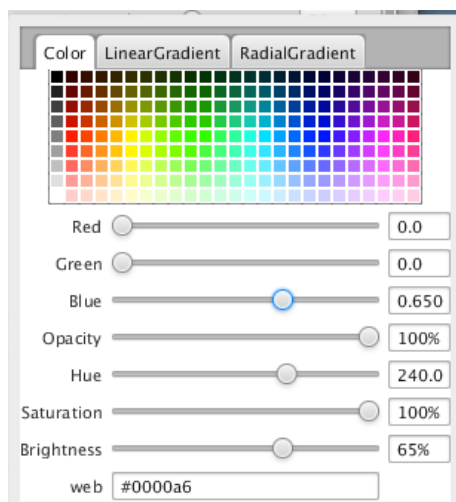 Color LinearGradient RadialGradient
Red 0.0
Green 0.0
Blue 0.650
Opacity 100%
Hue 240.0
Saturation 100%
Brightness 65%
web #0000a6